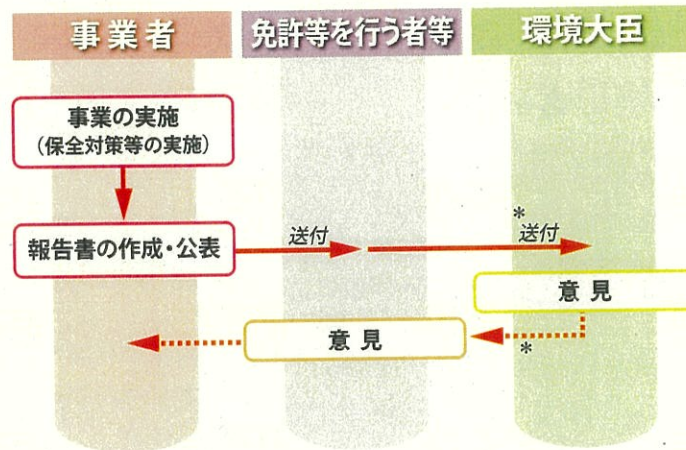 事業者
免許等を行う者等
環境大臣
事業の実施
(保全対策等の実施)
報告書の作成・公表
送付
*
送付
意見
意見
*